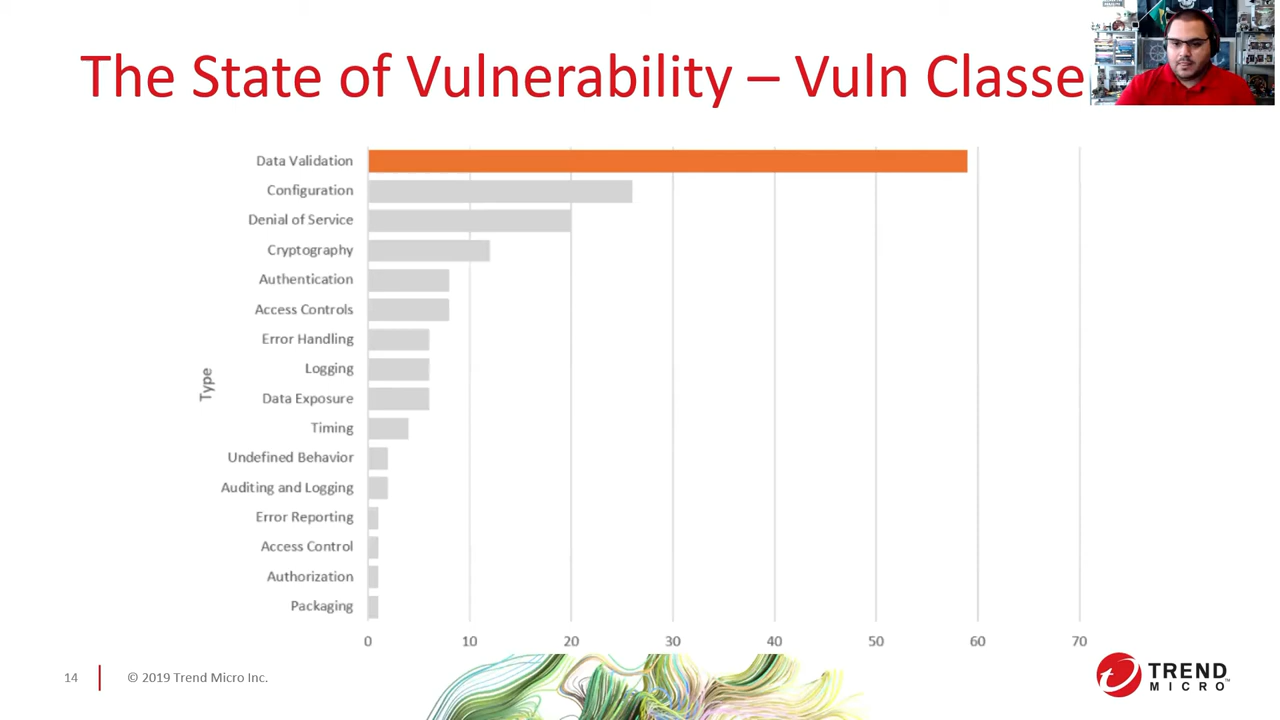 The State of Vulnerability – Vuln Classe
Data Validation
Configuration
Denial of Service
Cryptography
Authentication
Access Controls
Error Handling
Logging
Data Exposure
Timing
Undefined Behavior
Auditing and Logging
Error Reporting
Access Control
Authorization
Packaging
Type
0 10 20 30 40 50 60 70
14 © 2019 Trend Micro Inc.
TREND
MICRO™